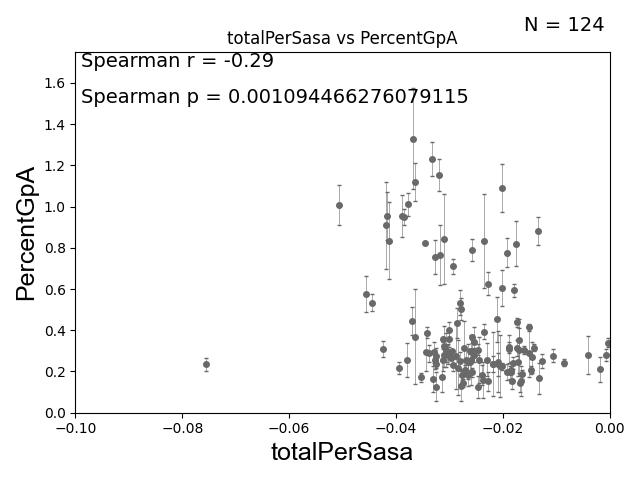 N = 124
totalPerSasa vs PercentGpA
Spearman r = -0.29
Spearman p = 0.001094466276079115
PercentGpA
1.6
1.4
1.2
1.0
0.8
0.6
0.4
0.2
0.0
−0.10 −0.08 −0.06 −0.04 −0.02 0.00
totalPerSasa